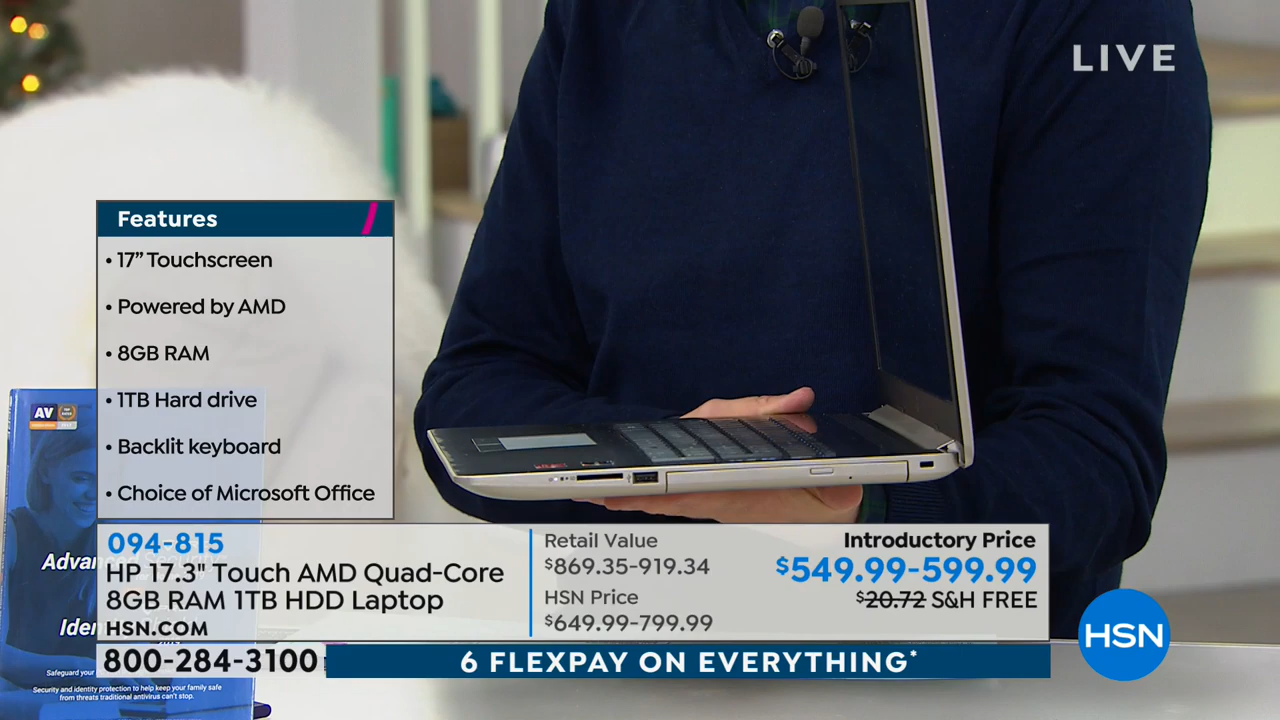 LIVE
Features
• 17” Touchscreen
• Powered by AMD
• 8GB RAM
• 1TB Hard drive
• Backlit keyboard
• Choice of Microsoft Office
AV
094-815
HP 17.3" Touch AMD Quad-Core
8GB RAM 1TB HDD Laptop
HSN.COM
Retail Value
$869.35-919.34
HSN Price
$649.99-799.99
Introductory Price
$549.99-599.99
$20.72 S&H FREE
HSN
800-284-3100
6 FLEXPAY ON EVERYTHING*
Safeguard your
Security and identity protection to help keep your family safe
from threats traditional antivirus can't stop.